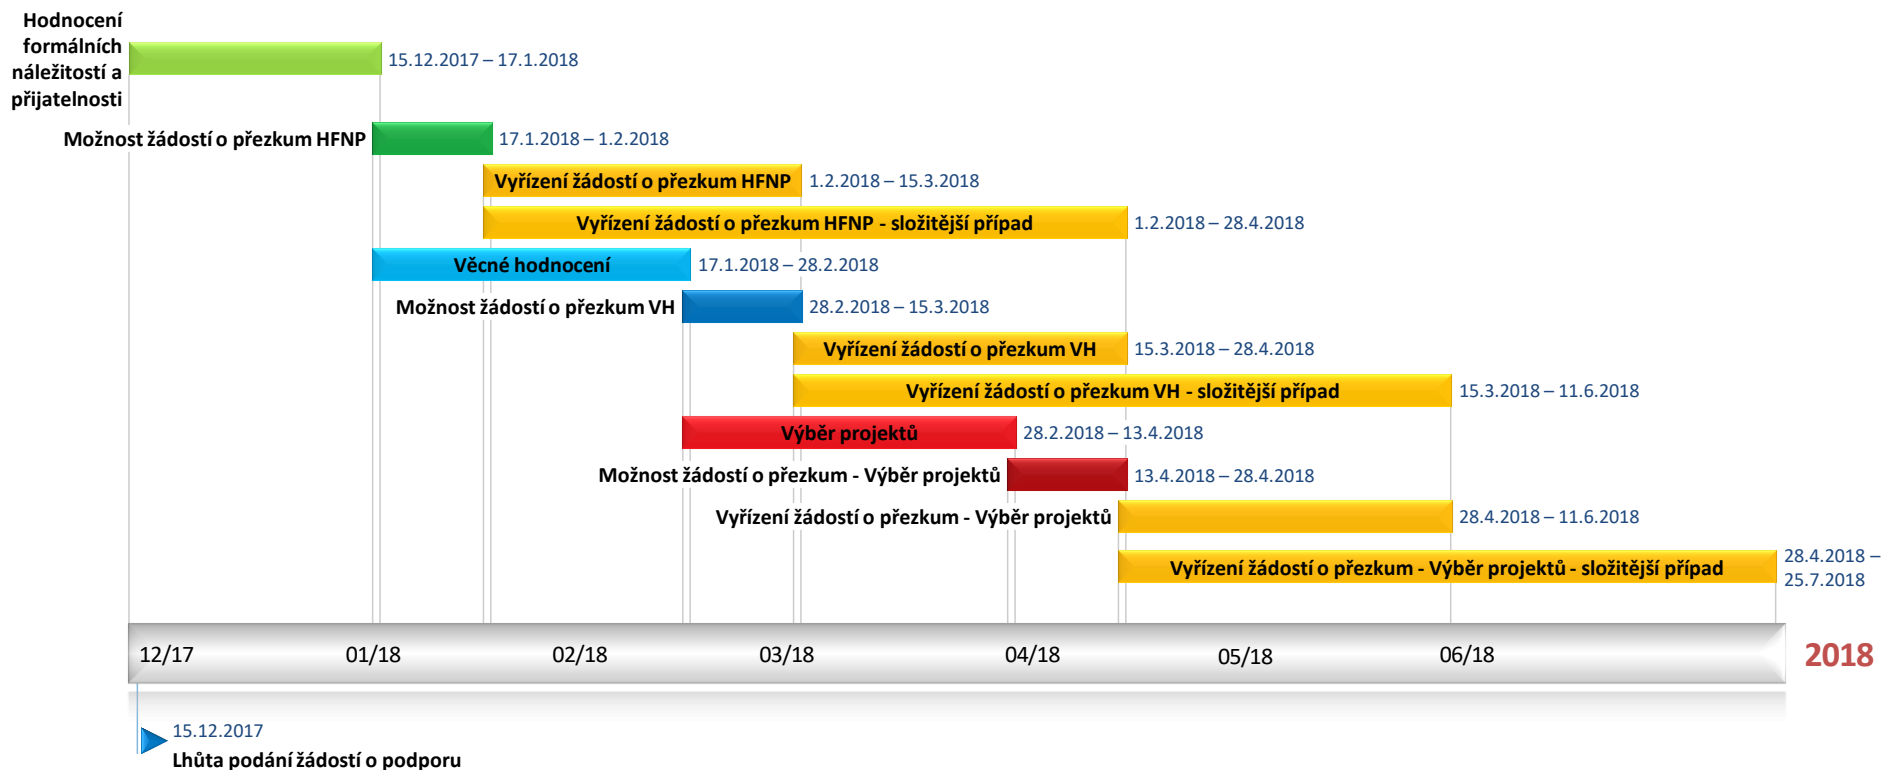 Hodnocení
formálních
náležitostí a
přijatelnosti
15.12.2017 – 17.1.2018
Možnost žádostí o přezkum HFNP
17.1.2018 – 1.2.2018
Vyřízení žádostí o přezkum HFNP
1.2.2018 – 15.3.2018
Vyřízení žádostí o přezkum HFNP - složitější případ
1.2.2018 – 28.4.2018
Věcné hodnocení
17.1.2018 – 28.2.2018
Možnost žádostí o přezkum VH
28.2.2018 – 15.3.2018
Vyřízení žádostí o přezkum VH
15.3.2018 – 28.4.2018
Vyřízení žádostí o přezkum VH - složitější případ
15.3.2018 – 11.6.2018
Výběr projektů
28.2.2018 – 13.4.2018
Možnost žádostí o přezkum - Výběr projektů
13.4.2018 – 28.4.2018
Vyřízení žádostí o přezkum - Výběr projektů
28.4.2018 – 11.6.2018
Vyřízení žádostí o přezkum - Výběr projektů - složitější případ
28.4.2018 –
25.7.2018
12/17 01/18 02/18 03/18 04/18 05/18 06/18 2018
15.12.2017
Lhůta podání žádostí o podporu